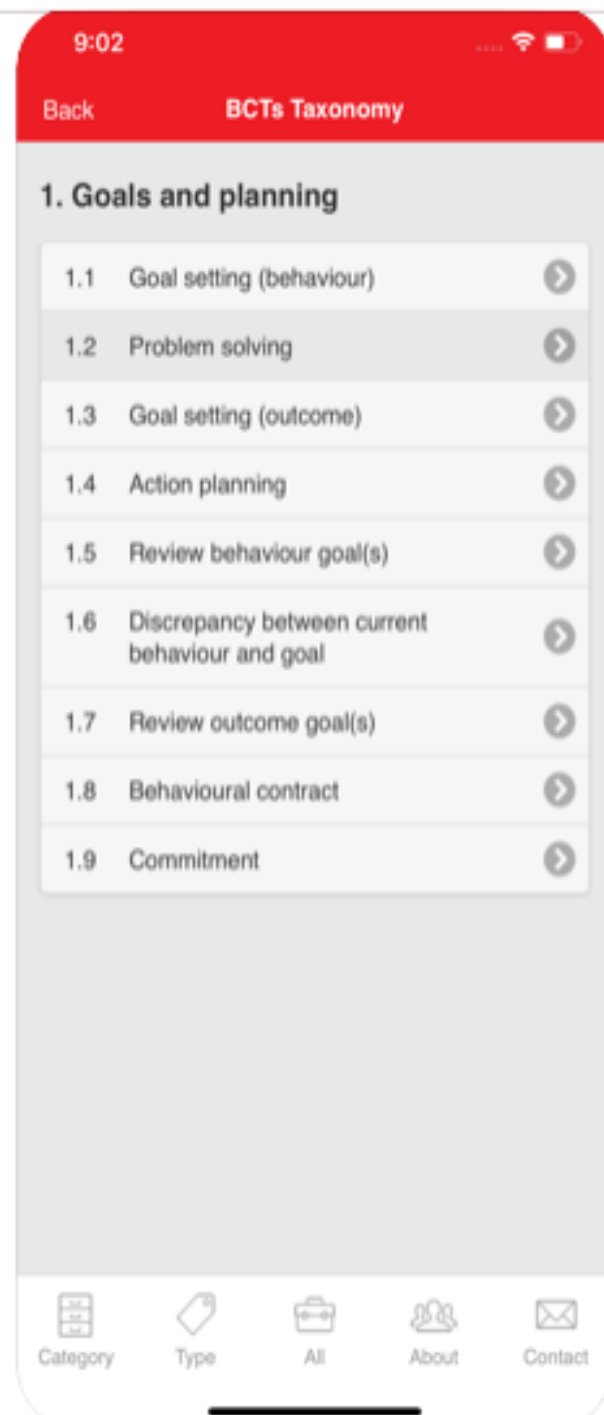 9:02
Back BCTs Taxonomy
1. Goals and planning
1.1 Goal setting (behaviour)
1.2 Problem solving
1.3 Goal setting (outcome)
1.4 Action planning
1.5 Review behaviour goal(s)
1.6 Discrepancy between current
behaviour and goal
1.7 Review outcome goal(s)
1.8 Behavioural contract
1.9 Commitment
Category Type All About Contact